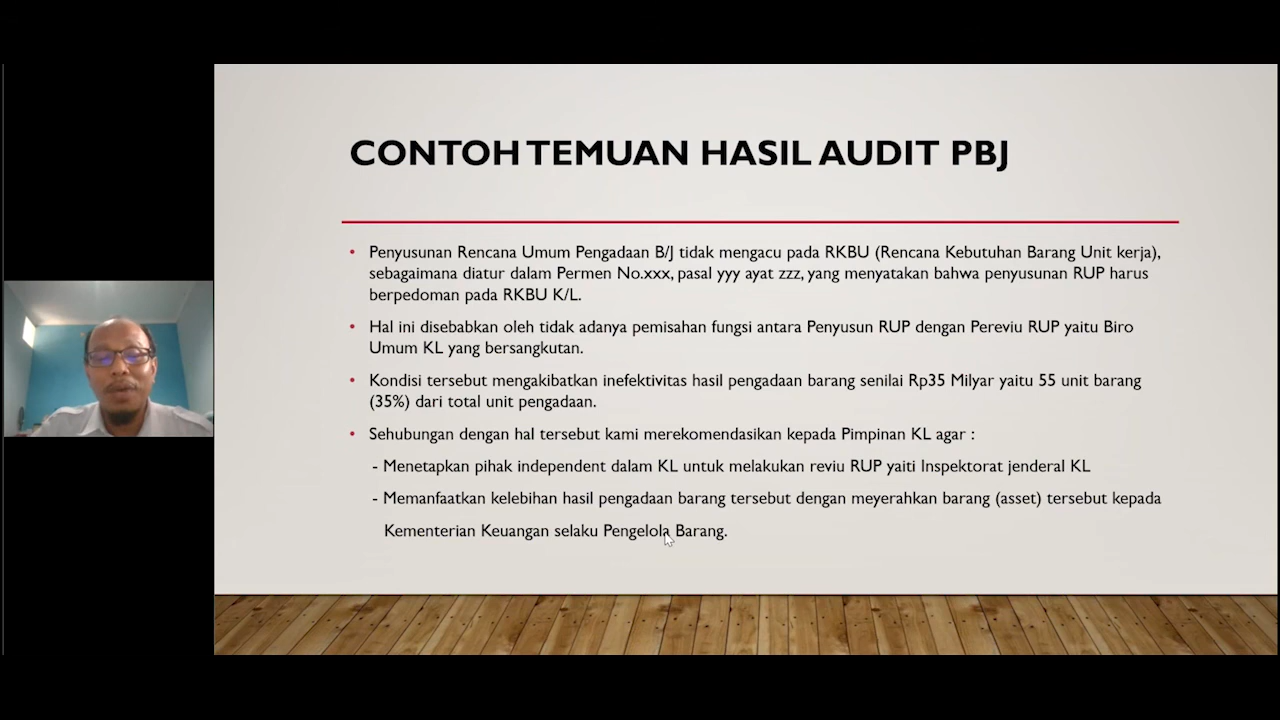 CONTOH TEMUAN HASIL AUDIT PBJ
• Penyusunan Rencana Umum Pengadaan B/J tidak mengacu pada RKBU (Rencana Kebutuhan Barang Unit kerja),
sebagaimana diatur dalam Permen No.xxx, pasal yyy ayat zzz, yang menyatakan bahwa penyusunan RUP harus
berpedoman pada RKBU K/L.
• Hal ini disebabkan oleh tidak adanya pemisahan fungsi antara Penyusun RUP dengan Pereviu RUP yaitu Biro
Umum KL yang bersangkutan.
• Kondisi tersebut mengakibatkan inefektivitas hasil pengadaan barang senilai Rp35 Milyar yaitu 55 unit barang
(35%) dari total unit pengadaan.
• Sehubungan dengan hal tersebut kami merekomendasikan kepada Pimpinan KL agar :
- Menetapkan pihak independent dalam KL untuk melakukan reviu RUP yaiti Inspektorat jenderal KL
- Memanfaatkan kelebihan hasil pengadaan barang tersebut dengan meyerahkan barang (asset) tersebut kepada
Kementerian Keuangan selaku Pengelola Barang.